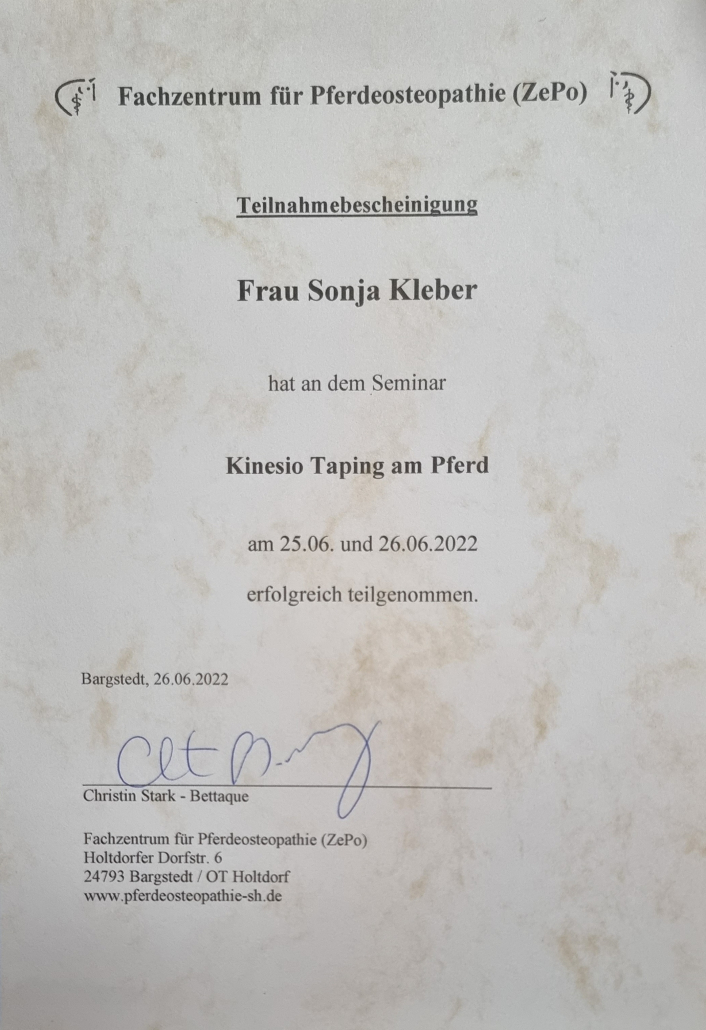 Fachzentrum für Pferdeosteopathie (ZePo)
Teilnahmebescheinigung
Frau Sonja Kleber
hat an dem Seminar
Kinesio Taping am Pferd
am 25.06. und 26.06.2022
erfolgreich teilgenommen.
Bargstedt, 26.06.2022
Christin Stark - Bettaque
Fachzentrum für Pferdeosteopathie (ZePo)
Holtdorfer Dorfstr. 6
24793 Bargstedt / OT Holtdorf
www.pferdeosteopathie-sh.de